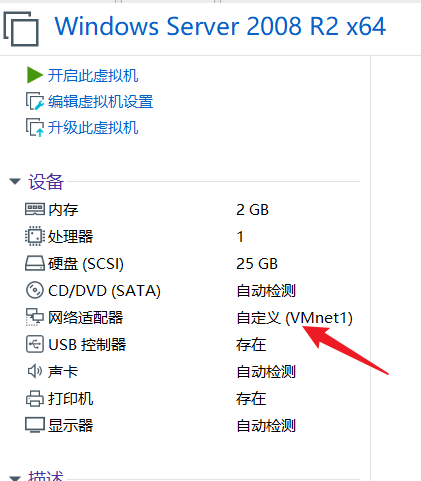 Windows Server 2008 R2 x64
开启此虚拟机
编辑虚拟机设置
升级此虚拟机
设备
内存 2 GB
处理器 1
硬盘 (SCSI) 25 GB
CD/DVD (SATA) 自动检测
网络适配器 自定义 (VMnet1)
USB 控制器 存在
声卡 自动检测
打印机 存在
显示器 自动检测
描述